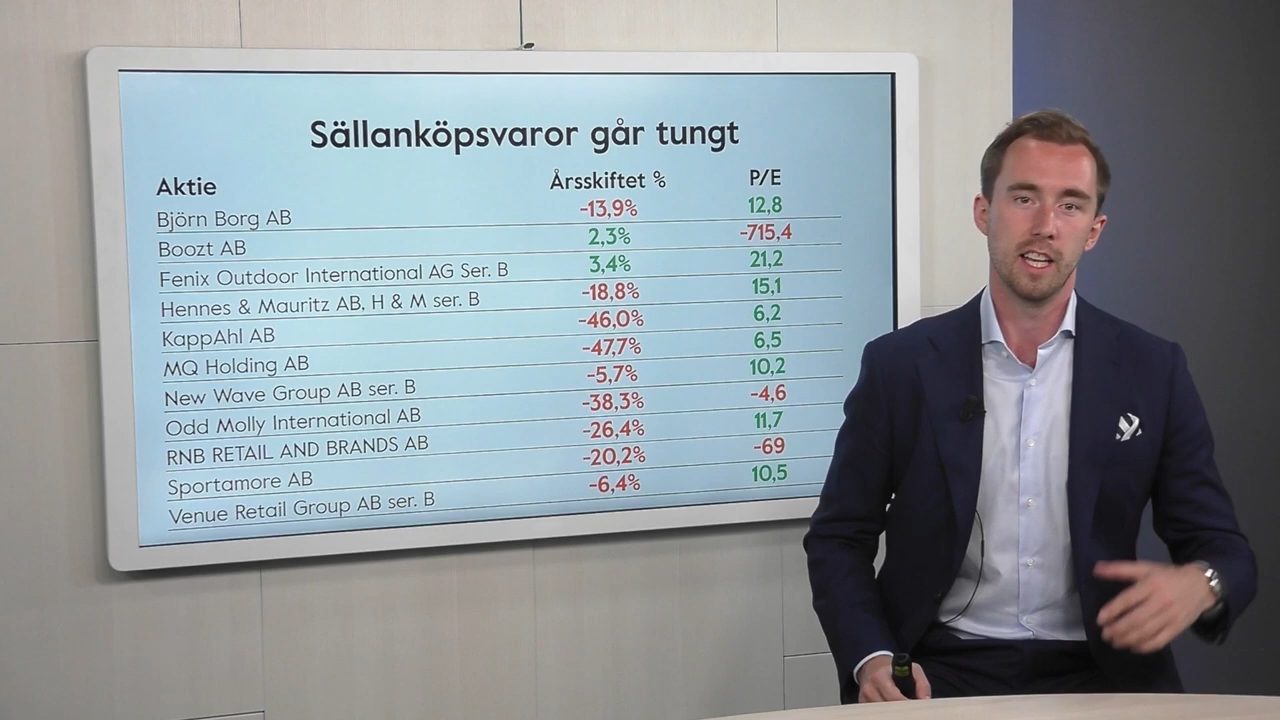 Sällanköpsvaror går tungt
Aktie Årsskiftet % P/E
Björn Borg AB -13,9% 12,8
Boozt AB 2,3% -715,4
Fenix Outdoor International AG Ser. B 3,4% 21,2
Hennes & Mauritz AB, H & M ser. B -18,8% 15,1
KappAhl AB -46,0% 6,2
MQ Holding AB -47,7% 6,5
New Wave Group AB ser. B -5,7% 10,2
Odd Molly International AB -38,3% -4,6
RNB RETAIL AND BRANDS AB -26,4% 11,7
Sportamore AB -20,2% -69
Venue Retail Group AB ser. B -6,4% 10,5